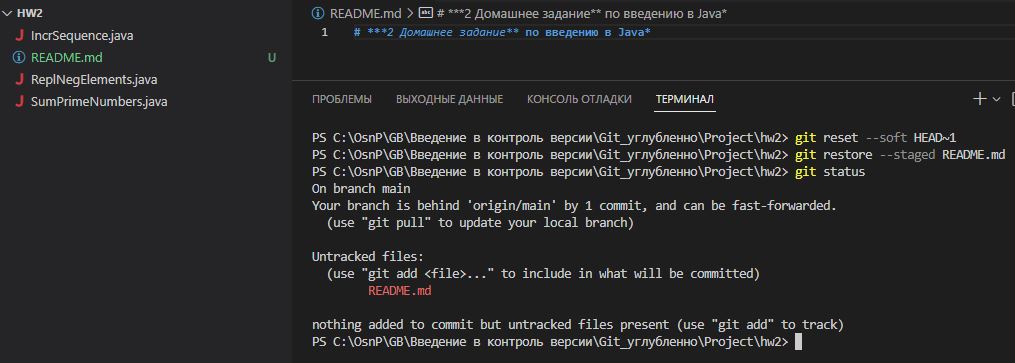 HW2
IncrSequence.java
README.md U
ReplNegElements.java
SumPrimeNumbers.java
README.md > # ***2 Домашнее задание** по введению в Java*
1 # ***2 Домашнее задание** по введению в Java*
ПРОБЛЕМЫ ВЫХОДНЫЕ ДАННЫЕ КОНСОЛЬ ОТЛАДКИ ТЕРМИНАЛ
PS C:\OsnP\GB\Введение в контроль версии\Git_углубленно\Project\hw2> git reset --soft HEAD~1
PS C:\OsnP\GB\Введение в контроль версии\Git_углубленно\Project\hw2> git restore --staged README.md
PS C:\OsnP\GB\Введение в контроль версии\Git_углубленно\Project\hw2> git status
On branch main
Your branch is behind 'origin/main' by 1 commit, and can be fast-forwarded.
(use "git pull" to update your local branch)
Untracked files:
(use "git add <file>..." to include in what will be committed)
README.md
nothing added to commit but untracked files present (use "git add" to track)
PS C:\OsnP\GB\Введение в контроль версии\Git_углубленно\Project\hw2>